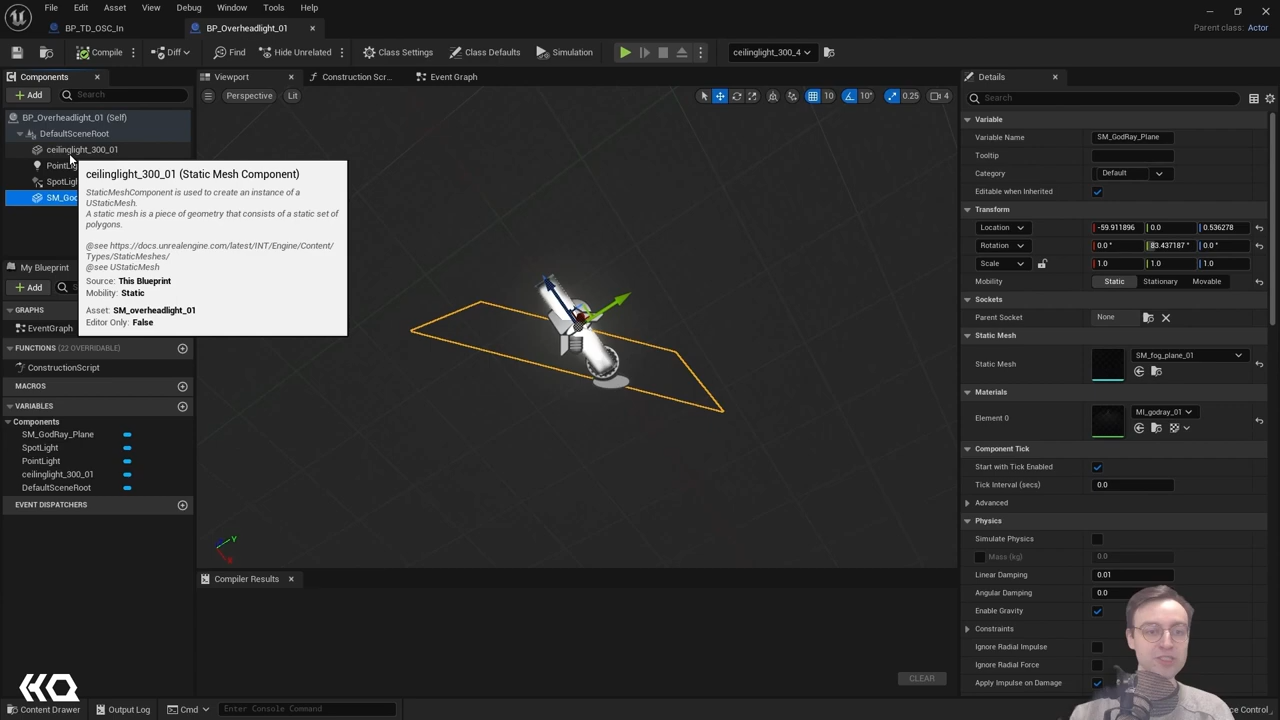 File
Edit
Asset
View
Debug
Window
Tools
Help
BP_TD_OSC_In
BP_Overheadlight_01
Parent class: Actor
Compile
Diff
Find
Hide Unrelated
Class Settings
Class Defaults
Simulation
ceilinglight_300_4
Components
Viewport
Construction Scr...
Event Graph
Details
Add
Search
Perspective
Lit
10
10°
0.25
4
Search
BP_Overheadlight_01 (Self)
DefaultSceneRoot
ceilinglight_300_01
PointLig
SpotLig
SM_God
ceilinglight_300_01 (Static Mesh Component)
StaticMeshComponent is used to create an instance of a
UStaticMesh.
A static mesh is a piece of geometry that consists of a static set of
polygons.
@see https://docs.unrealengine.com/latest/INT/Engine/Content/
Types/StaticMeshes/
@see UStaticMesh
Source: This Blueprint
Mobility: Static
Asset: SM_overheadlight_01
Editor Only: False
My Blueprint
Add
GRAPHS
EventGraph
FUNCTIONS (22 OVERRIDABLE)
ConstructionScript
MACROS
VARIABLES
Components
SM_GodRay_Plane
SpotLight
PointLight
ceilinglight_300_01
DefaultSceneRoot
EVENT DISPATCHERS
Y
Compiler Results
CLEAR
Variable
Variable Name
SM_GodRay_Plane
Tooltip
Category
Default
Editable when Inherited
Transform
Location
-59.911896
0.0
0.536278
Rotation
0.0 °
83.437187 °
0.0 °
Scale
1.0
1.0
1.0
Mobility
Static
Stationary
Movable
Sockets
Parent Socket
None
Static Mesh
Static Mesh
SM_fog_plane_01
Materials
Element 0
MI_godray_01
Component Tick
Start with Tick Enabled
Tick Interval (secs)
0.0
Advanced
Physics
Simulate Physics
Mass (kg)
0.0
Linear Damping
0.01
Angular Damping
0.0
Enable Gravity
Constraints
Ignore Radial Impulse
Ignore Radial Force
Apply Impulse on Damage
Content Drawer
Output Log
Cmd
Enter Console Command
ce Control